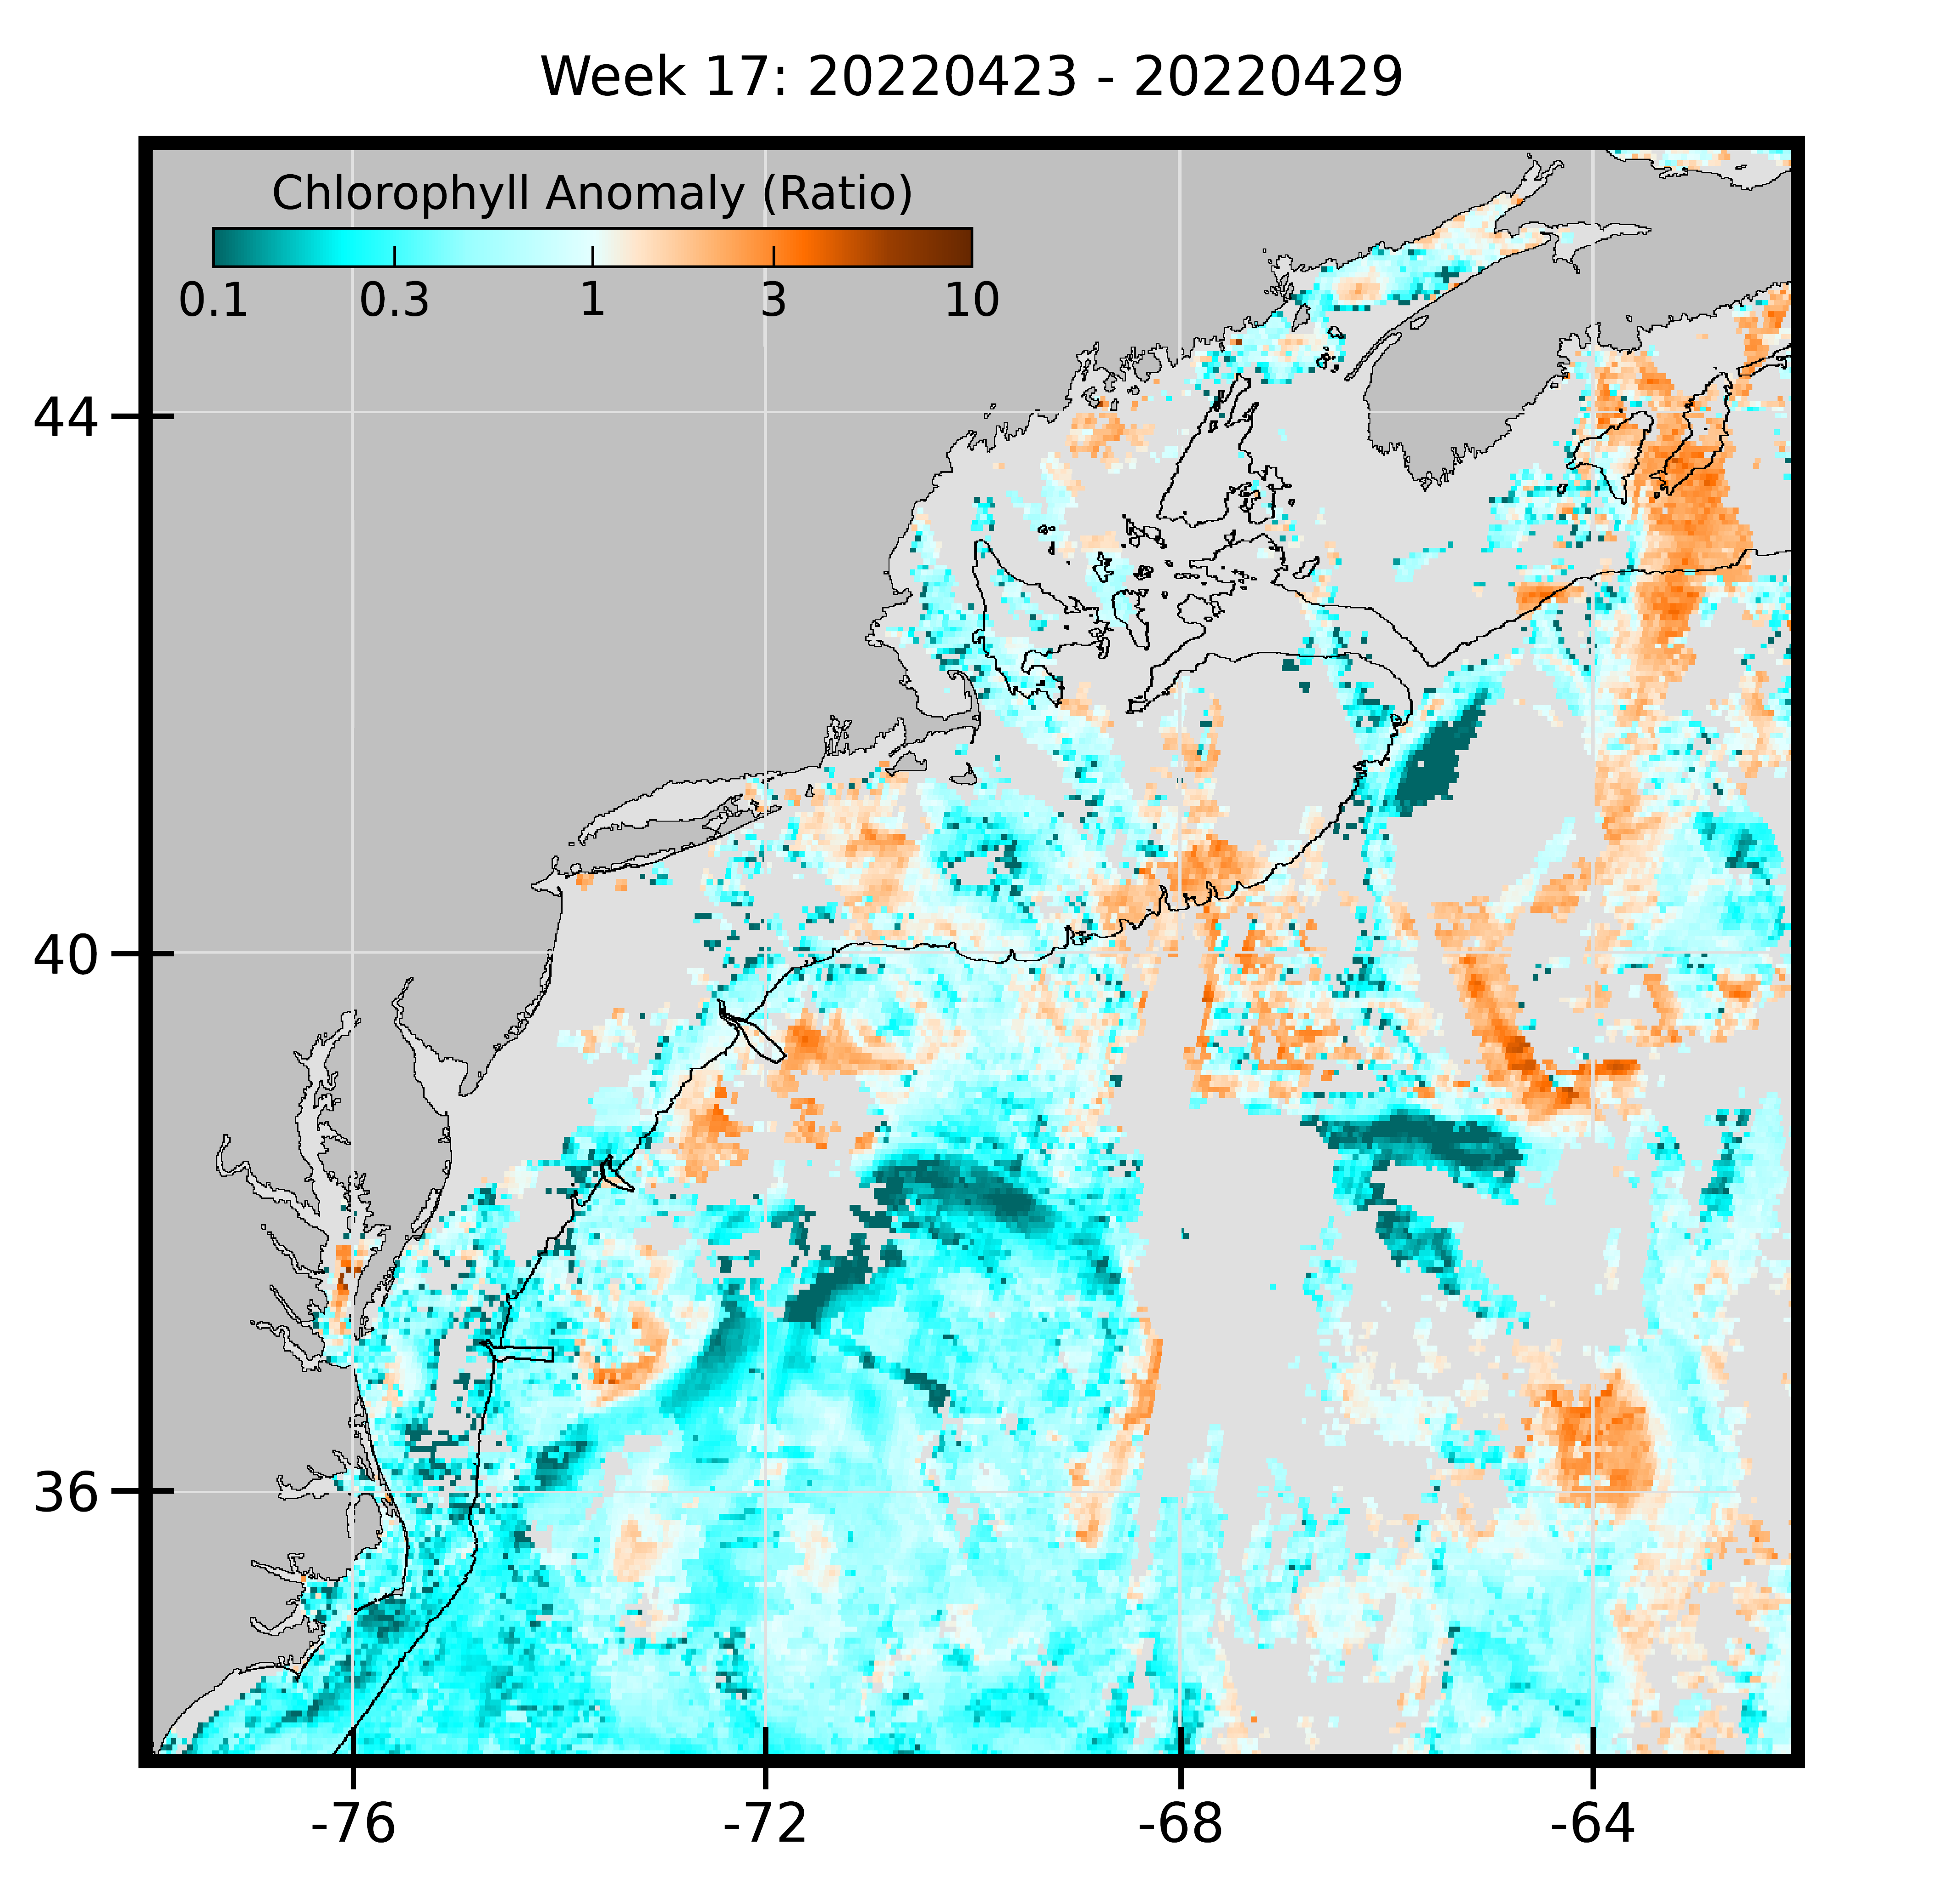 Week 17: 20220423 - 20220429
Chlorophyll Anomaly (Ratio)
0.1 0.3 1 3 10
44
40
36
-76 -72 -68 -64